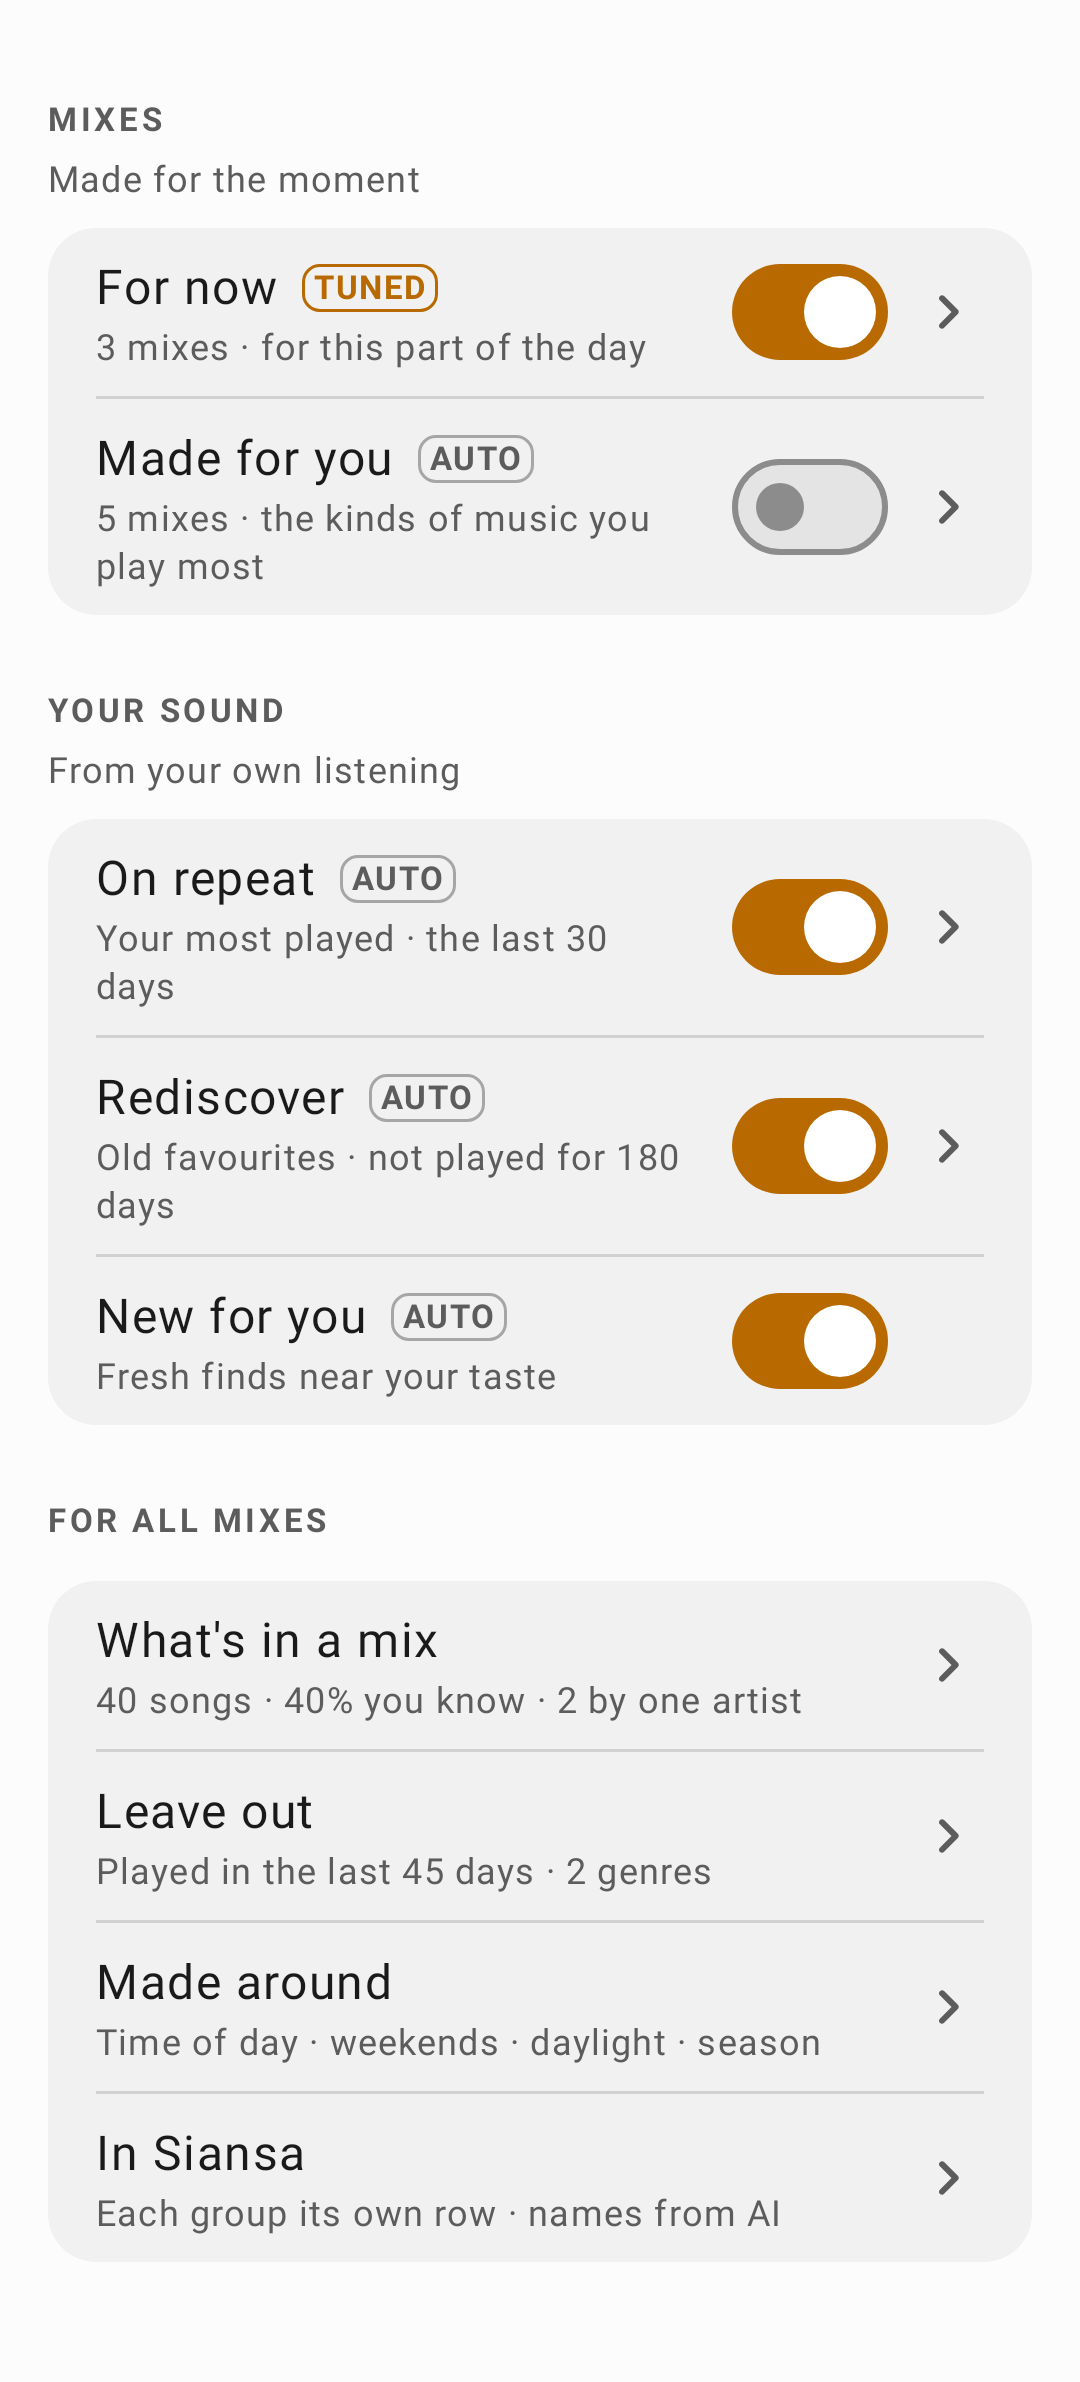 MIXES
Made for the moment
For now TUNED
3 mixes · for this part of the day
Made for you AUTO
5 mixes · the kinds of music you
play most
YOUR SOUND
From your own listening
On repeat AUTO
Your most played · the last 30
days
Rediscover AUTO
Old favourites · not played for 180
days
New for you AUTO
Fresh finds near your taste
FOR ALL MIXES
What's in a mix
40 songs · 40% you know · 2 by one artist
Leave out
Played in the last 45 days · 2 genres
Made around
Time of day · weekends · daylight · season
In Siansa
Each group its own row · names from AI